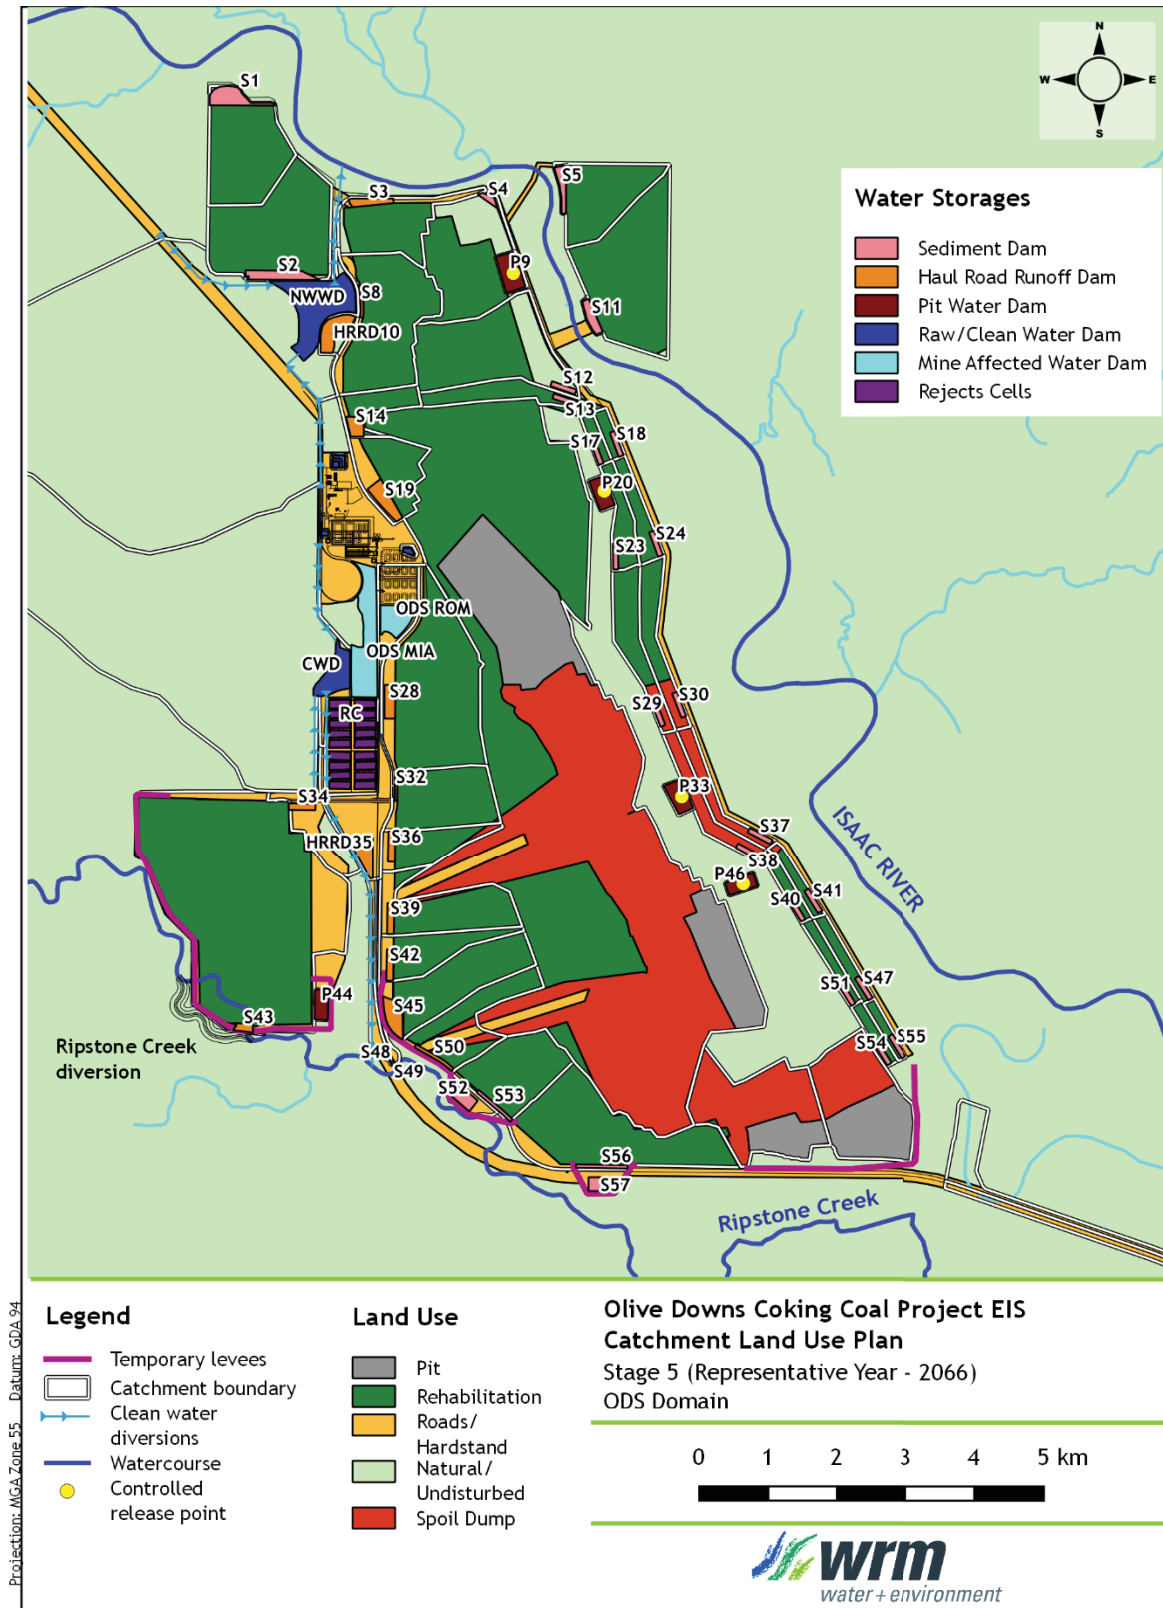 N
W
E
S
S1
S2
S3
S4
S5
P9
NWWD
S8
S11
HRRD10
S12
S13
S14
S17
S18
P20
S19
S24
S23
ODS ROM
ODS MIA
CWD
S28
S30
S29
RC
S32
P33
S34
S37
S36
HRRD35
S38
P46
S41
S40
S39
ISAAC RIVER
S42
S47
S51
P44
S45
S43
Ripstone Creek
diversion
S48
S50
S49
S54
S55
S52
S53
S56
S57
Ripstone Creek
Water Storages
Sediment Dam
Haul Road Runoff Dam
Pit Water Dam
Raw/Clean Water Dam
Mine Affected Water Dam
Rejects Cells
Legend
Temporary levees
Catchment boundary
Clean water
diversions
Watercourse
Controlled
release point
Land Use
Pit
Rehabilitation
Roads/
Hardstand
Natural/
Undisturbed
Spoil Dump
Olive Downs Coking Coal Project EIS
Catchment Land Use Plan
Stage 5 (Representative Year - 2066)
ODS Domain
0 1 2 3 4 5 km
wrm
water + environment
Projection: MGA Zone 55 Datum: GDA 94